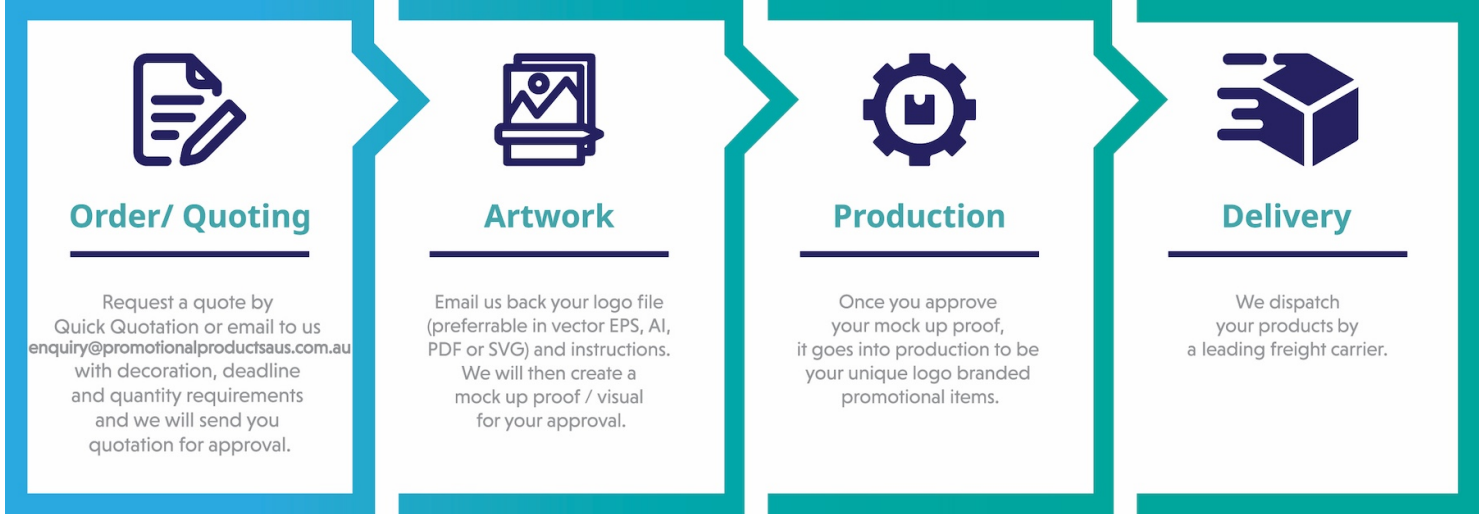 Order/ Quoting
Request a quote by
Quick Quotation or email to us
enquiry@promotionalproductsaus.com.au
with decoration, deadline
and quantity requirements
and we will send you
quotation for approval.
Artwork
Email us back your logo file
(preferrable in vector EPS, AI,
PDF or SVG) and instructions.
We will then create a
mock up proof / visual
for your approval.
Production
Once you approve
your mock up proof,
it goes into production to be
your unique logo branded
promotional items.
Delivery
We dispatch
your products by
a leading freight carrier.